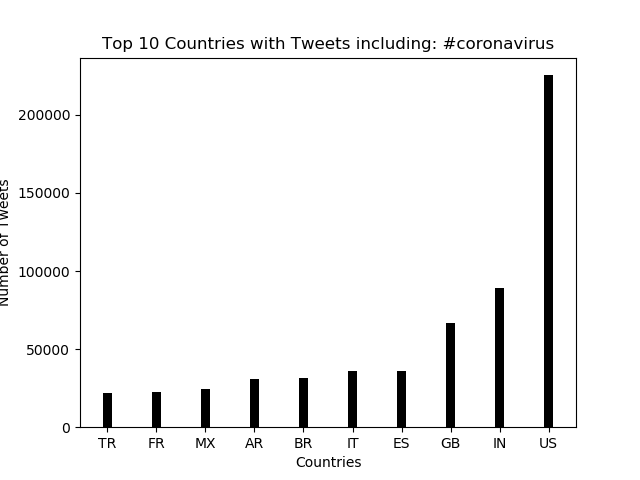 Top 10 Countries with Tweets including: #coronavirus
Number of Tweets
200000
150000
100000
50000
0
TR FR MX AR BR IT ES GB IN US
Countries